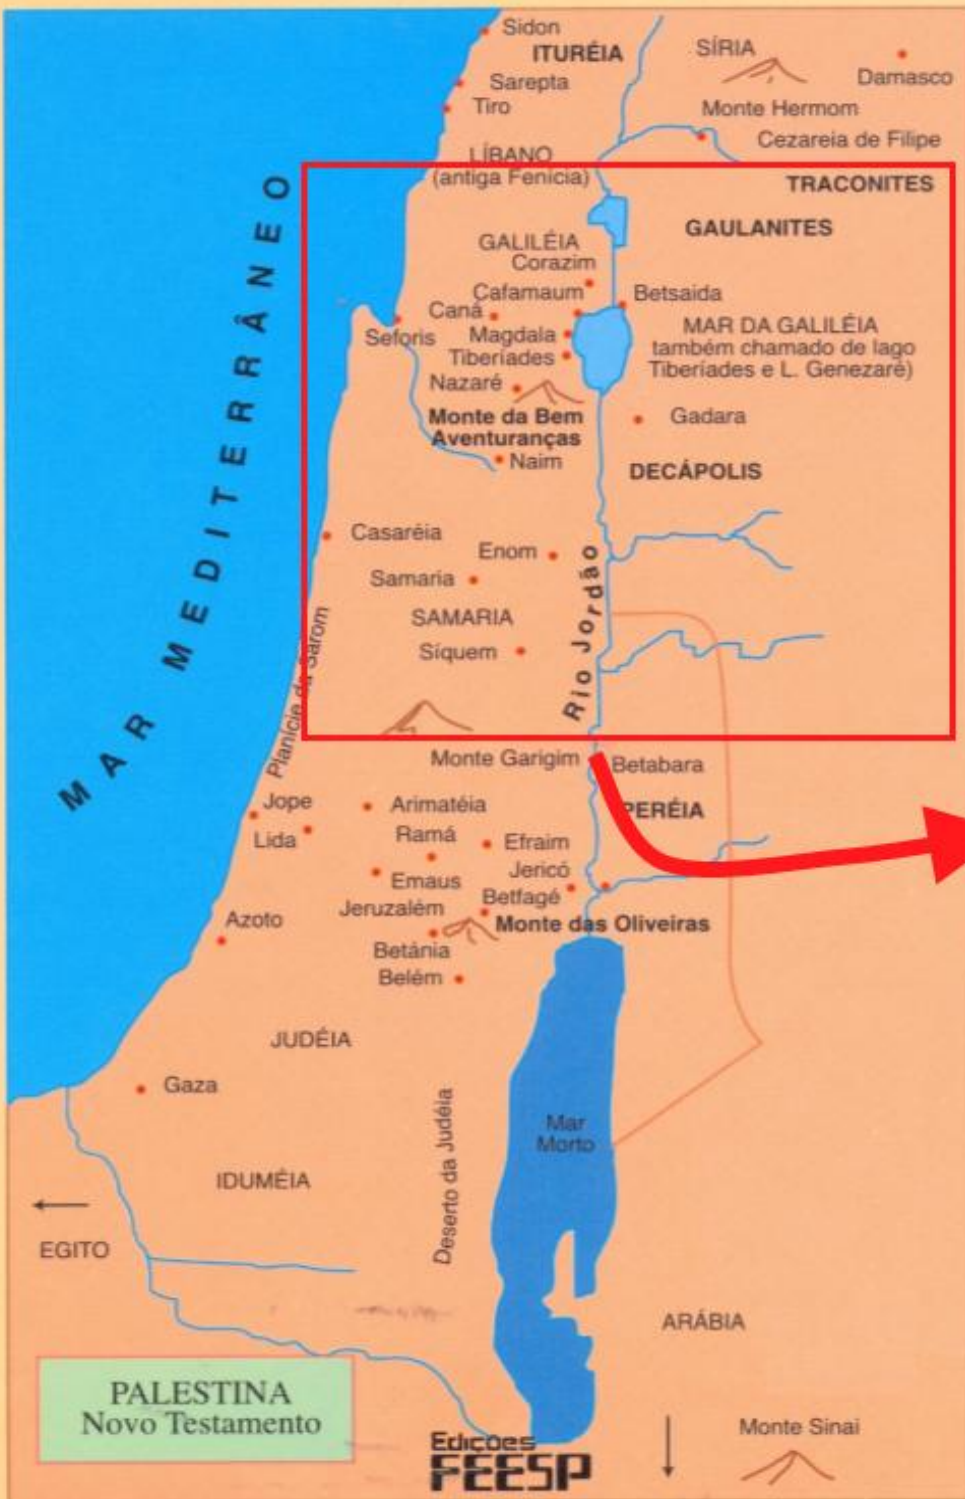 Sidon
ITURÉIA
SÍRIA
Damasco
Sarepta
Tiro
Monte Hermom
Cezareia de Filipe
LÍBANO
(antiga Fenícia)
TRACONITES
GAULANITES
GALILÉIA
Corazim
Cafamaum
Betsaida
Caná
Seforis
Magdala
Tiberíades
MAR DA GALILÉIA
também chamado de lago
Tiberíades e L. Genezaré)
Nazaré
Monte da Bem
Aventuranças
Gadara
Naim
DECÁPOLIS
MAR MEDITERRÂNEO
Casaréia
Enom
Samaria
SAMARIA
Síquem
Rio Jordão
Planície da Sarom
Monte Garigim
Betabara
PERÉIA
Jope
Arimatéia
Lida
Ramá
Efraim
Emaus
Jericó
Betfagé
Jeruzalém
Monte das Oliveiras
Azoto
Betânia
Belém
JUDÉIA
Gaza
Deserto da Judéia
Mar
Morto
IDUMÉIA
EGITO
ARÁBIA
PALESTINA
Novo Testamento
Monte Sinai
Edições
FEESP